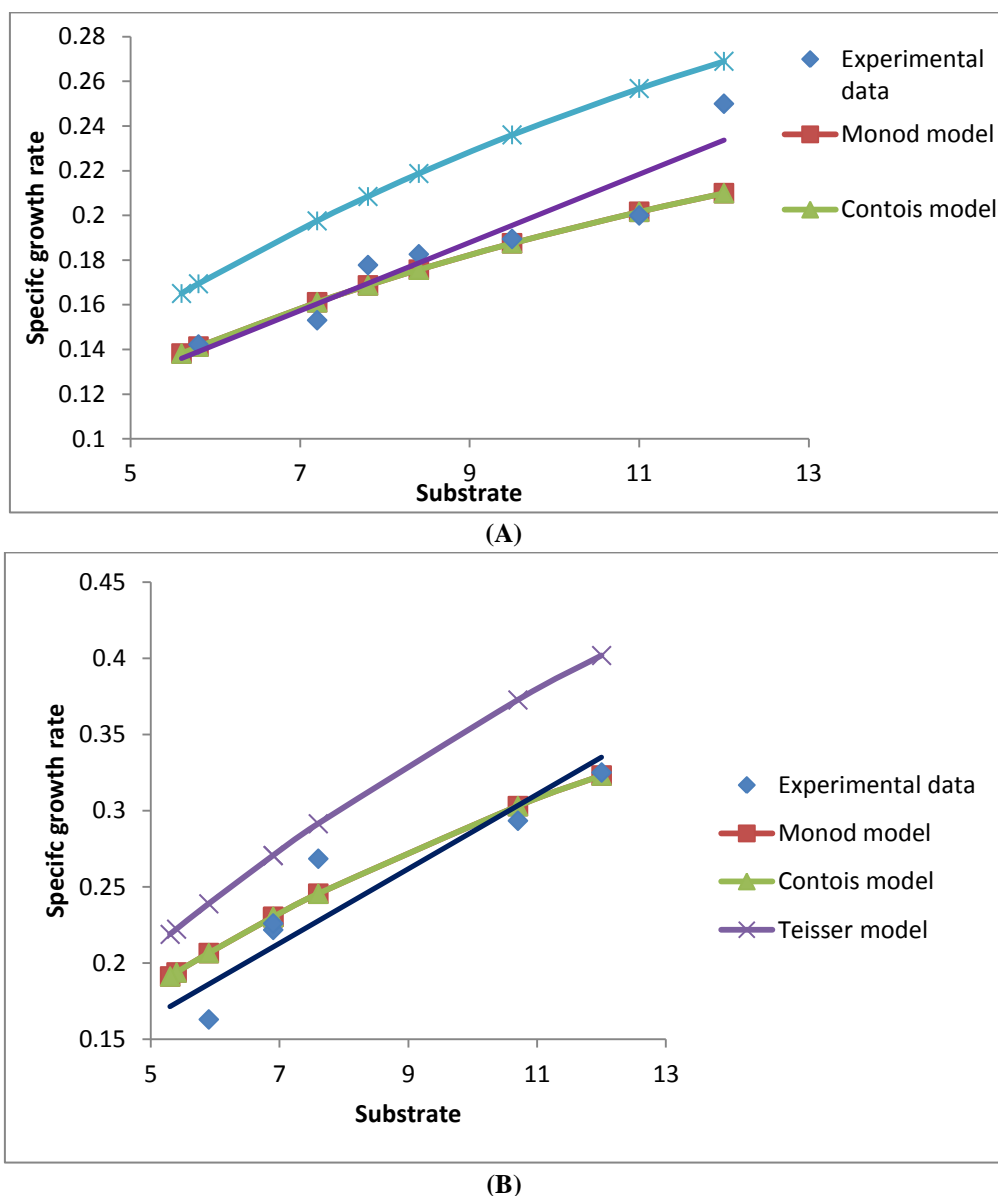 0.28
0.26
0.24
0.22
0.2
0.18
0.16
0.14
0.12
0.1
Specifc growth rate
5 7 9 11 13
Substrate
Experimental
data
Monod model
Contois model
(A)
0.45
0.4
0.35
0.3
0.25
0.2
0.15
Specifc growth rate
5 7 9 11 13
Substrate
Experimental data
Monod model
Contois model
Teisser model
(B)